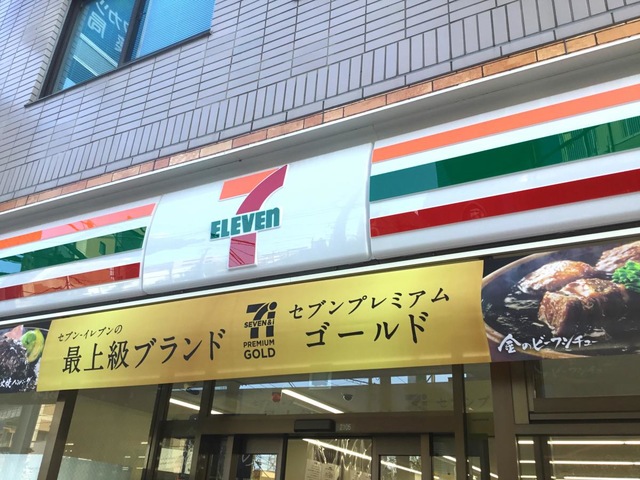 7
ELEVEN
セブン-イレブンの
最上級ブランド
7i
SEVEN&i
PREMIUM
GOLD
セブンプレミアム
ゴールド
金のビーフシチュー